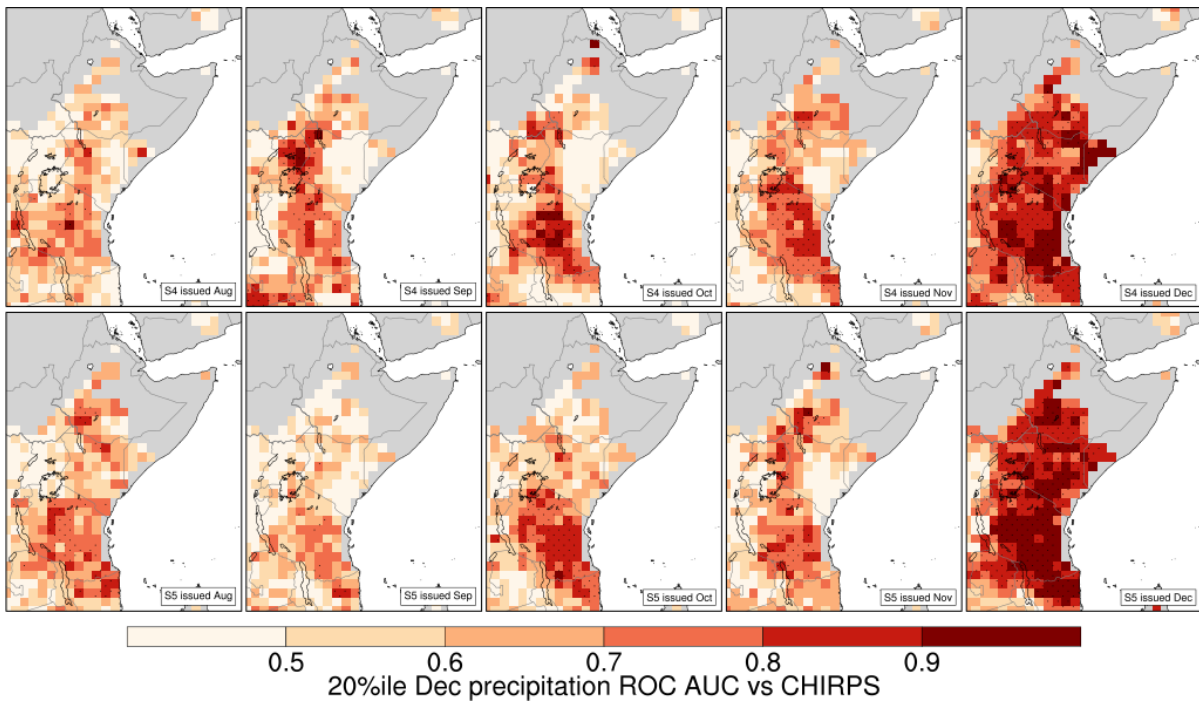 S4 issued Aug
S4 issued Sep
S4 issued Oct
S4 issued Nov
S4 issued Dec
S5 issued Aug
S5 issued Sep
S5 issued Oct
S5 issued Nov
S5 issued Dec
0.5 0.6 0.7 0.8 0.9
20%ile Dec precipitation ROC AUC vs CHIRPS